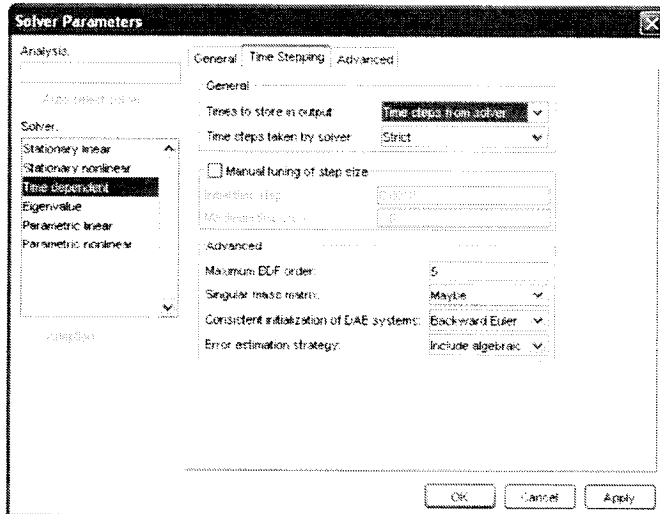 Solver Parameters
Analysis:
Auto select solver
Solver:
Stationary linear
Stationary nonlinear
Time dependent
Eigenvalue
Parametric linear
Parametric nonlinear
General Time Stepping Advanced
General
Times to store in output: Time steps from solver
Time steps taken by solver: Strict
Manual tuning of step size
Advanced
Maximum BDF order: 5
Singular mass matrix: Maybe
Consistent initialization of DAE systems: Backward Euler
Error estimation strategy: Include algebraic
OK Cancel Apply